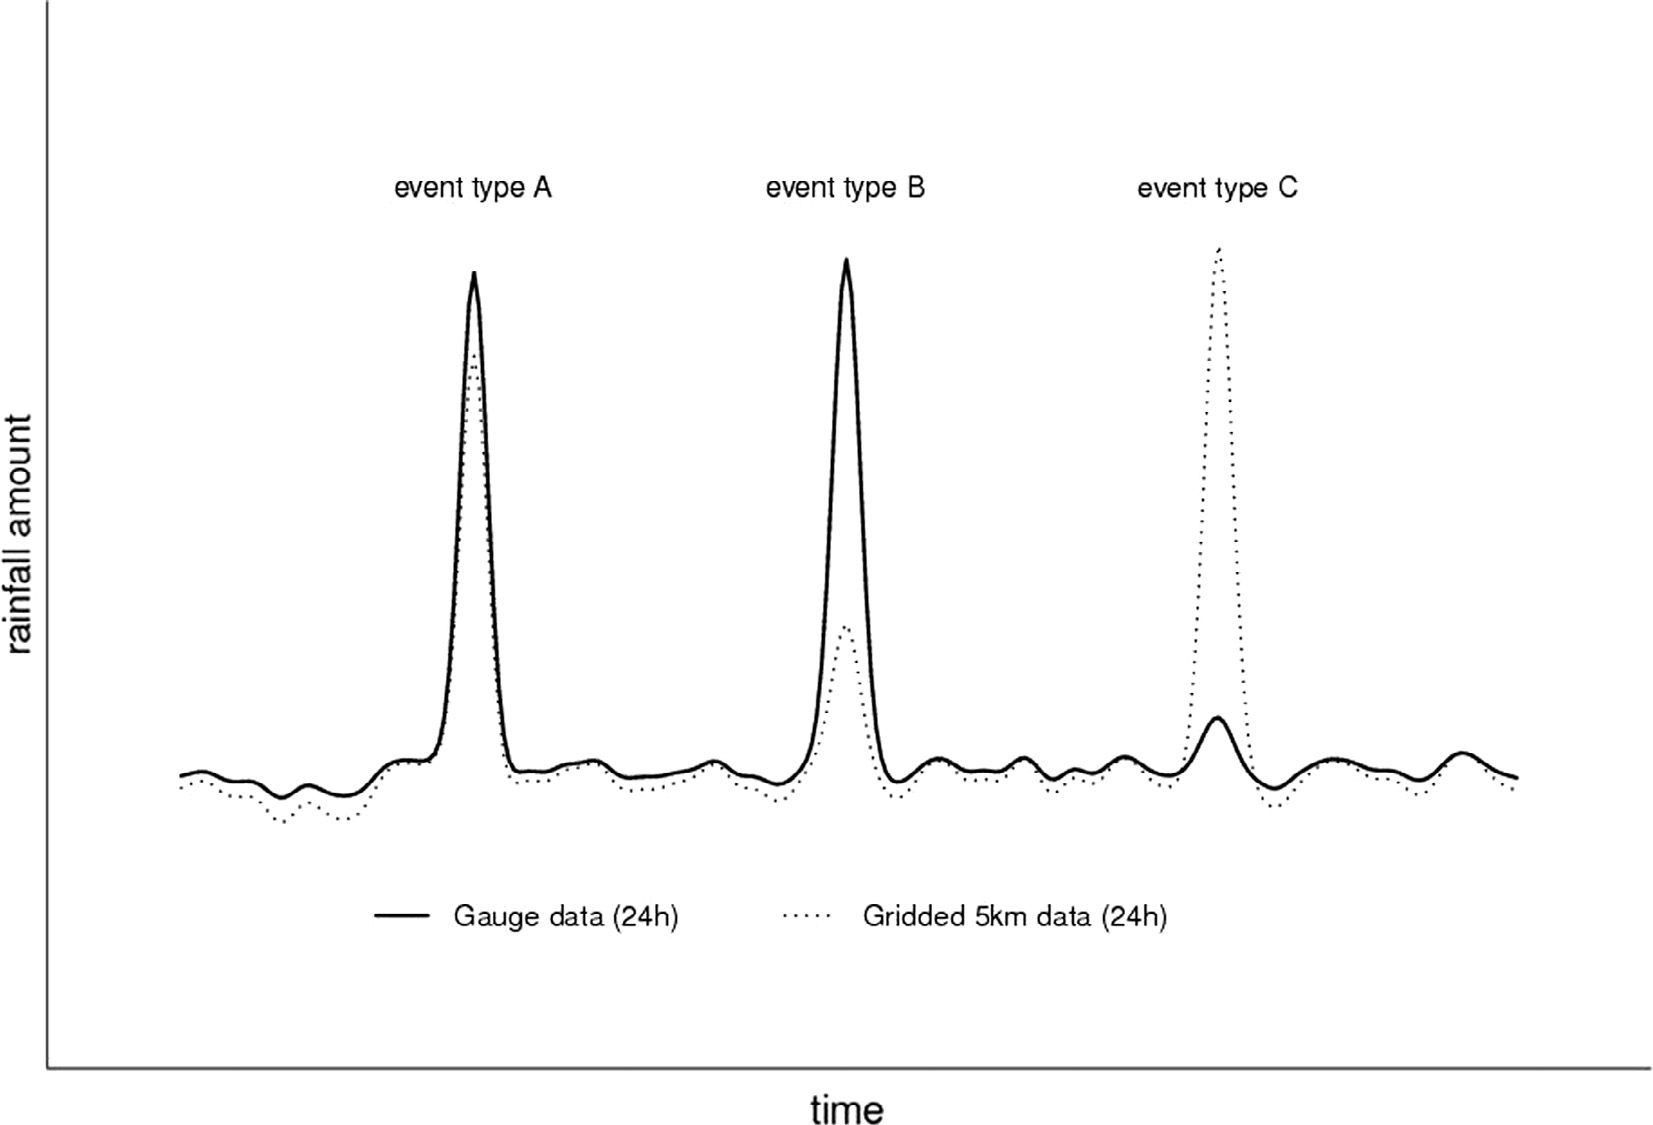 event type A
event type B
event type C
rainfall amount
Gauge data (24h)
Gridded 5km data (24h)
time